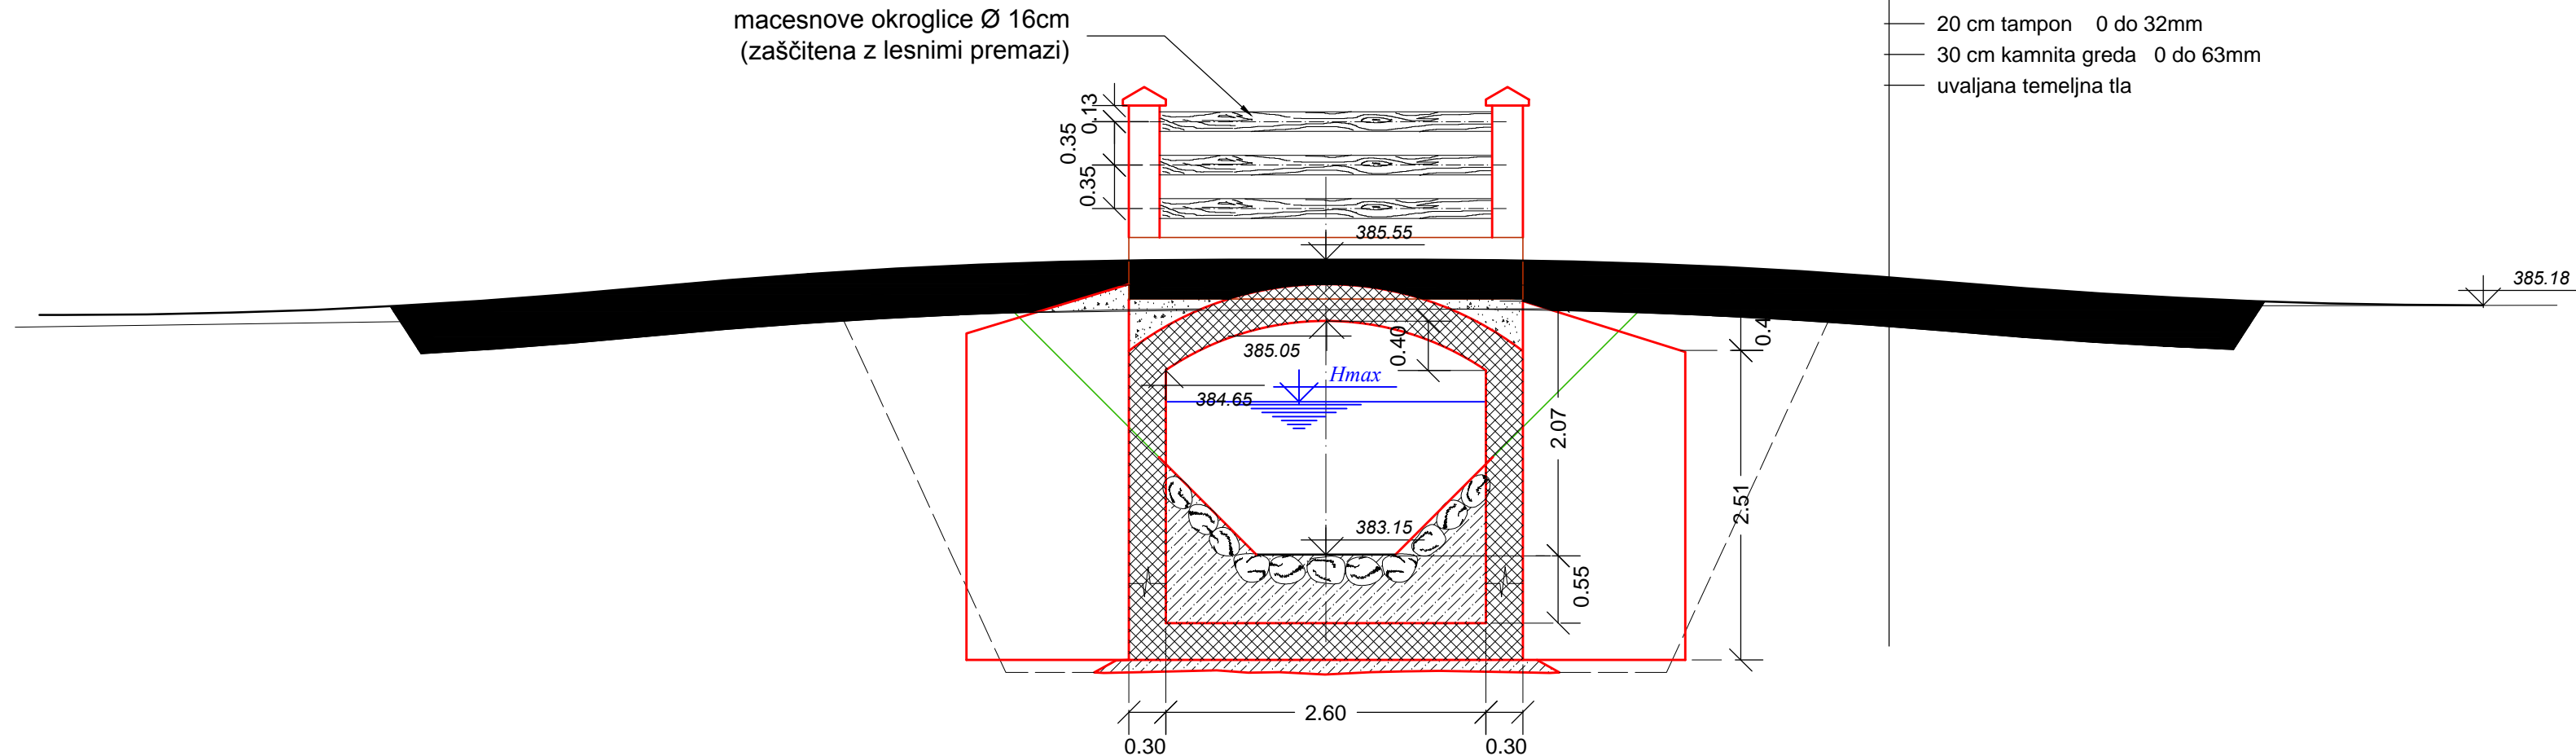 macesnove okroglice Ø 16cm
(zaščitena z lesnimi premazi)
20 cm tampon 0 do 32mm
30 cm kamnita greda 0 do 63mm
uvaljana temeljna tla
0.13
0.35
0.35
385.55
385.18
385.05
0.40
Hmax
384.65
2.07
2.51
383.15
0.55
2.60
0.30
0.30